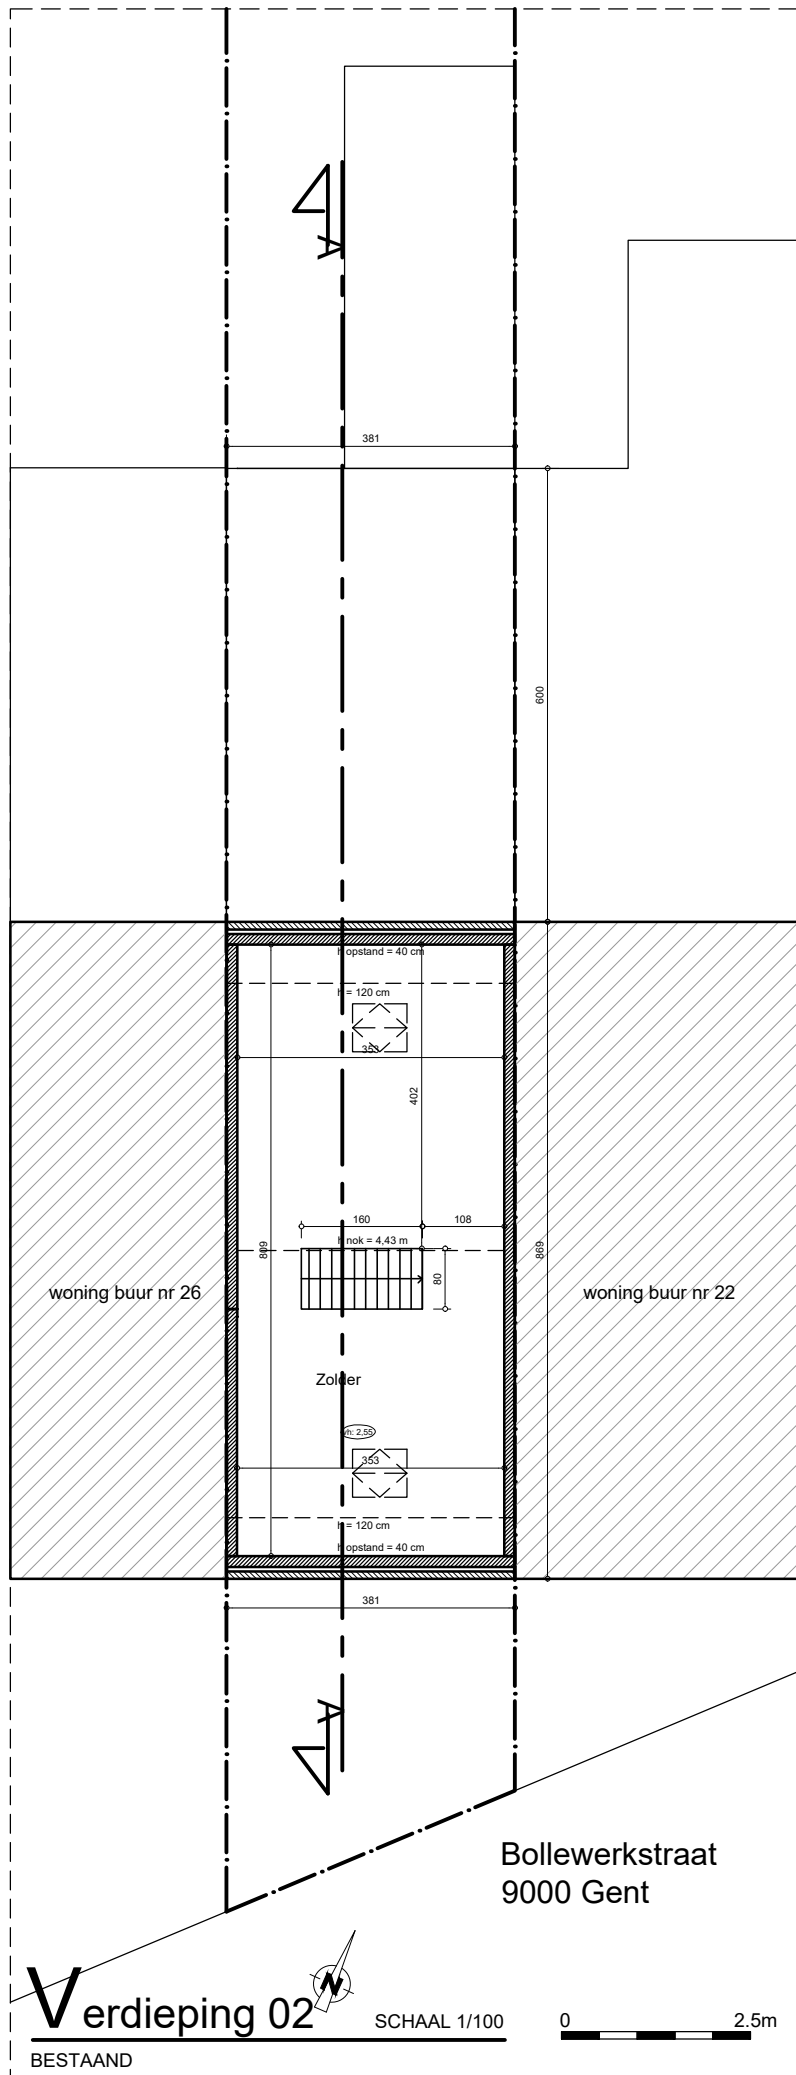 A
381
600
h opstand = 40 cm
h = 120 cm
353
402
160
108
h nok = 4,43 m
809
80
869
woning buur nr 26
woning buur nr 22
Zolder
vh: 2,55
353
h = 120 cm
h opstand = 40 cm
381
A
Bollewerkstraat
9000 Gent
N
Verdieping 02
SCHAAL 1/100
0
2.5m
BESTAAND